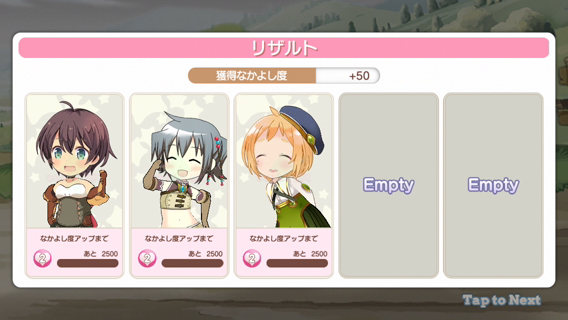 リザルト
獲得なかよし度 +50
なかよし度アップまで
2 あと 2500
なかよし度アップまで
2 あと 2500
なかよし度アップまで
2 あと 2500
Empty
Empty
Tap to Next